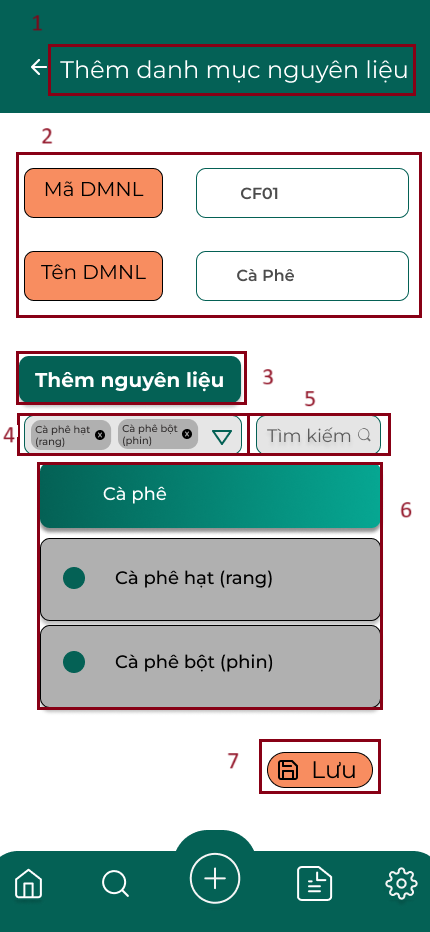 1
Thêm danh mục nguyên liệu
2
Mã DMNL
CF01
Tên DMNL
Cà Phê
Thêm nguyên liệu
3
5
4
Cà phê hạt
(rang)
x
Cà phê bột
(phin)
x
Tìm kiếm
Cà phê
6
Cà phê hạt (rang)
Cà phê bột (phin)
7
Lưu